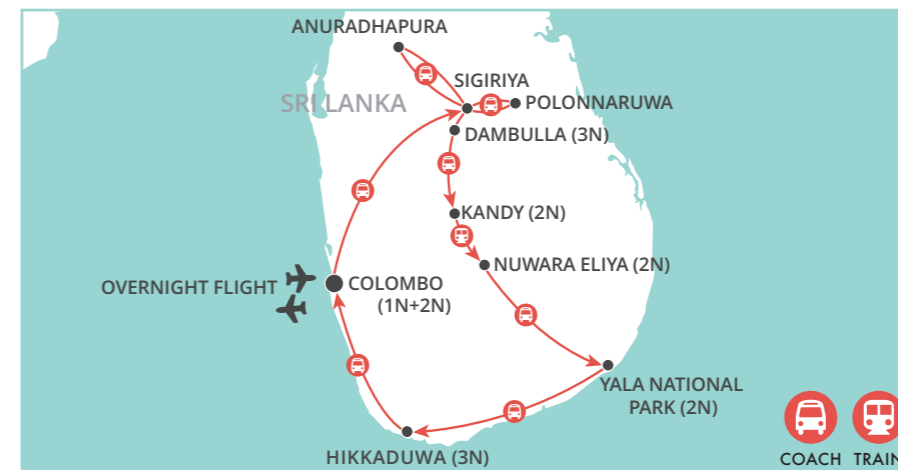 ANURADHAPURA
SIGIRIYA
SRI LANKA
POLONNARUWA
DAMBULLA (3N)
KANDY (2N)
NUWARA ELIYA (2N)
OVERNIGHT FLIGHT
COLOMBO
(1N+2N)
YALA NATIONAL
PARK (2N)
HIKKADUWA (3N)
COACH TRAIN